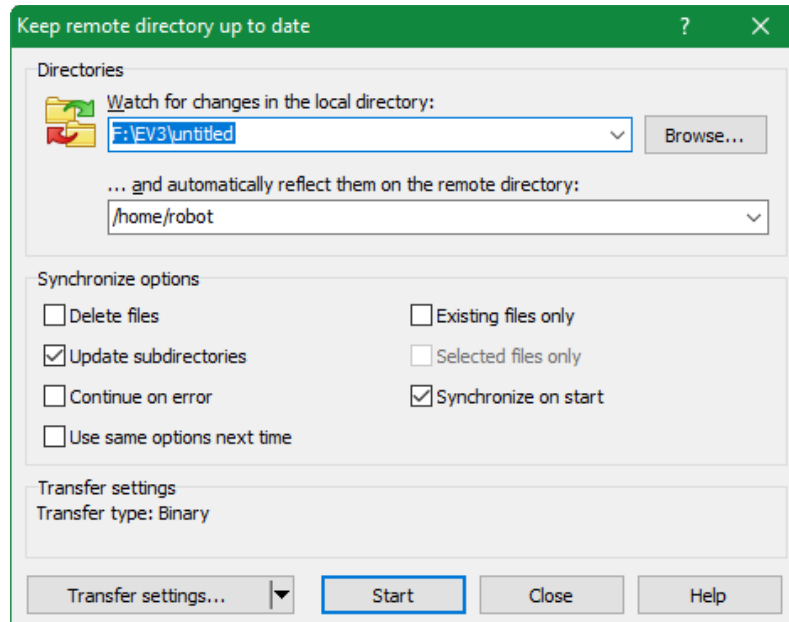 Keep remote directory up to date
?
Directories
Watch for changes in the local directory:
F:\EV3\untitled
Browse...
... and automatically reflect them on the remote directory:
/home/robot
Synchronize options
Delete files
Existing files only
Update subdirectories
Selected files only
Continue on error
Synchronize on start
Use same options next time
Transfer settings
Transfer type: Binary
Transfer settings...
Start
Close
Help